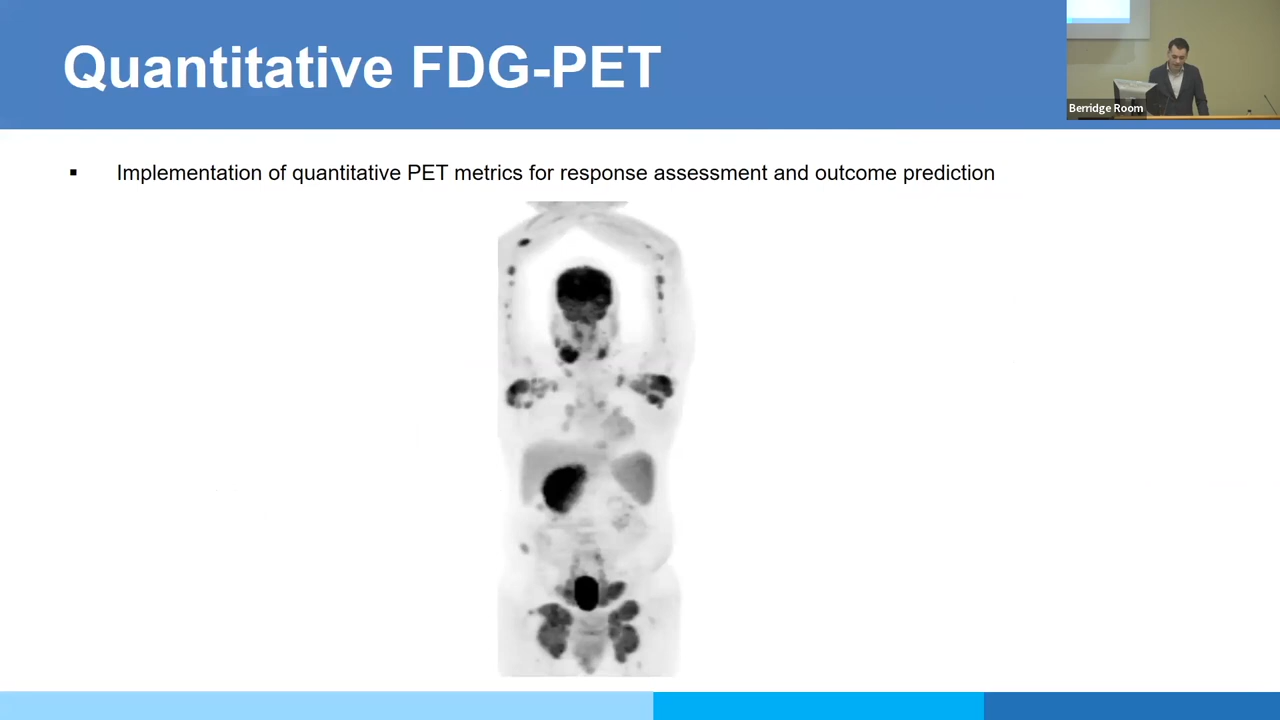 Quantitative FDG-PET
Berridge Room
▪ Implementation of quantitative PET metrics for response assessment and outcome prediction